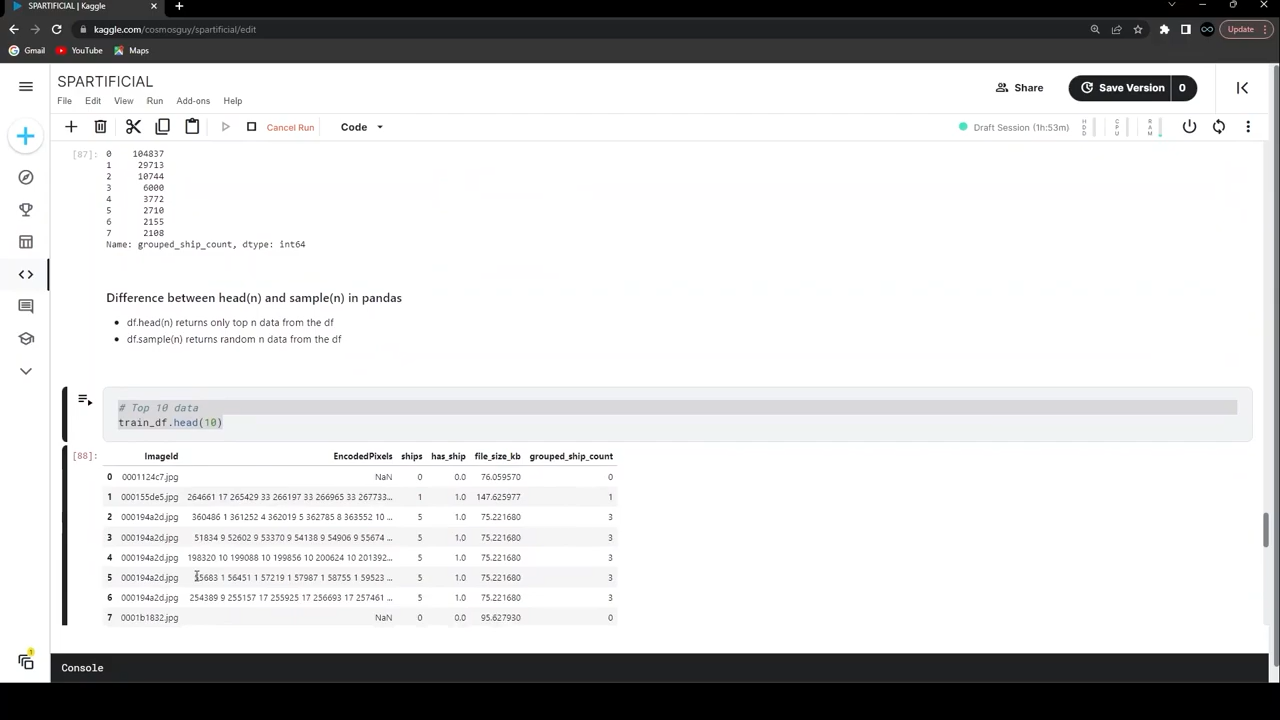 SPARTIFICIAL | Kaggle
kaggle.com/cosmosguy/spartificial/edit
Update
Gmail YouTube Maps
SPARTIFICIAL
File Edit View Run Add-ons Help
Share
Save Version 0
Cancel Run
Code
Draft Session (1h:53m)
HDD
CPU
RAM
[87]:
0 104837
1 29713
2 10744
3 6000
4 3772
5 2710
6 2155
7 2108
Name: grouped_ship_count, dtype: int64
Difference between head(n) and sample(n) in pandas
df.head(n) returns only top n data from the df
df.sample(n) returns random n data from the df
# Top 10 data
train_df.head(10)
[88]:
ImageId EncodedPixels ships has_ship file_size_kb grouped_ship_count
0 0001124c7.jpg NaN 0 0.0 76.059570 0
1 000155de5.jpg 264661 17 265429 33 266197 33 266965 33 267733... 1 1.0 147.625977 1
2 000194a2d.jpg 360486 1 361252 4 362019 5 362785 8 363552 10 ... 5 1.0 75.221680 3
3 000194a2d.jpg 51834 9 52602 9 53370 9 54138 9 54906 9 55674 ... 5 1.0 75.221680 3
4 000194a2d.jpg 198320 10 199088 10 199856 10 200624 10 201392... 5 1.0 75.221680 3
5 000194a2d.jpg 55683 1 56451 1 57219 1 57987 1 58755 1 59523 ... 5 1.0 75.221680 3
6 000194a2d.jpg 254389 9 255157 17 255925 17 256693 17 257461 ... 5 1.0 75.221680 3
7 0001b1832.jpg NaN 0 0.0 95.627930 0
1
Console